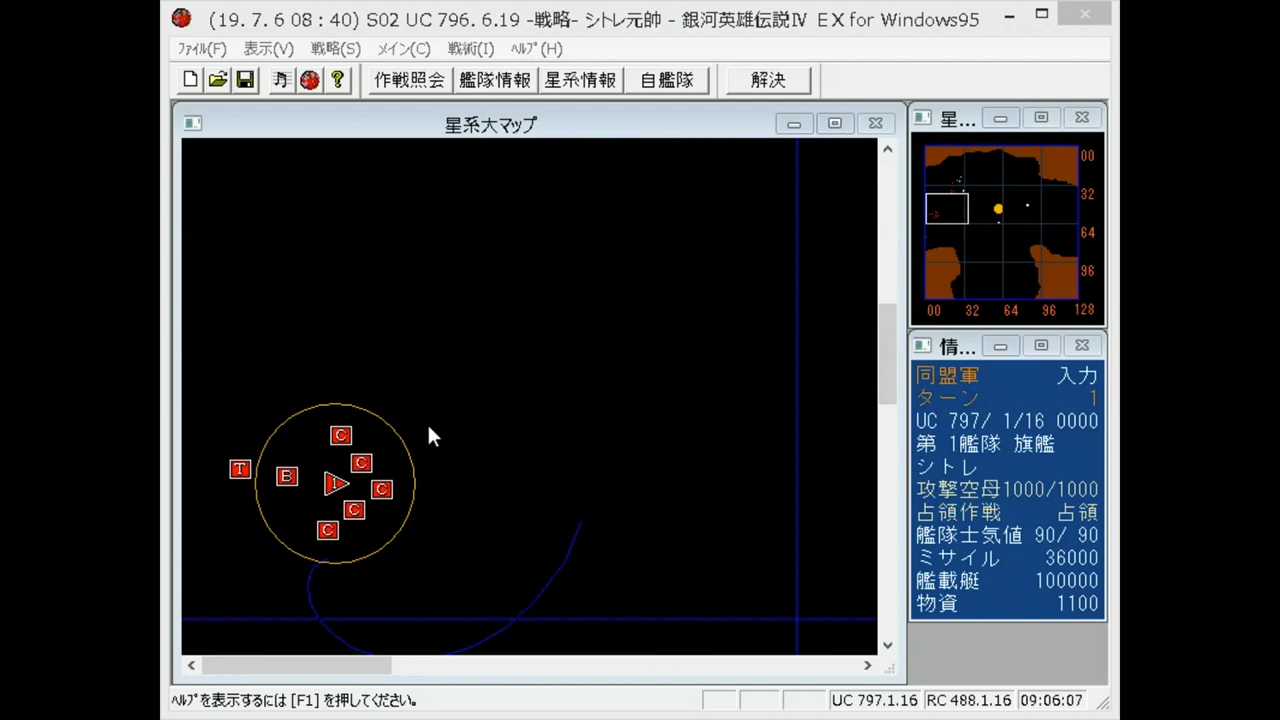 (19. 7. 6 08 : 40) S02 UC 796. 6.19 -戦略- シトレ元帥 - 銀河英雄伝説Ⅳ EX for Windows95
ﾌｧｲﾙ(F) 表示(V) 戦略(S) メイン(C) 戦術(I) ﾍﾙﾌﾟ(H)
作戦照会 艦隊情報 星系情報 自艦隊 解決
星系大マップ
T
B
1
C
C
C
C
C
星...
00
32
64
96
00 32 64 96 128
情...
同盟軍 入力
ターン 1
UC 797/ 1/16 0000
第 1艦隊 旗艦
シトレ
攻撃空母1000/1000
占領作戦 占領
艦隊士気値 90/ 90
ミサイル 36000
艦載艇 100000
物資 1100
ﾍﾙﾌﾟを表示するには [F1] を押してください。
UC 797.1.16 RC 488.1.16 09:06:07